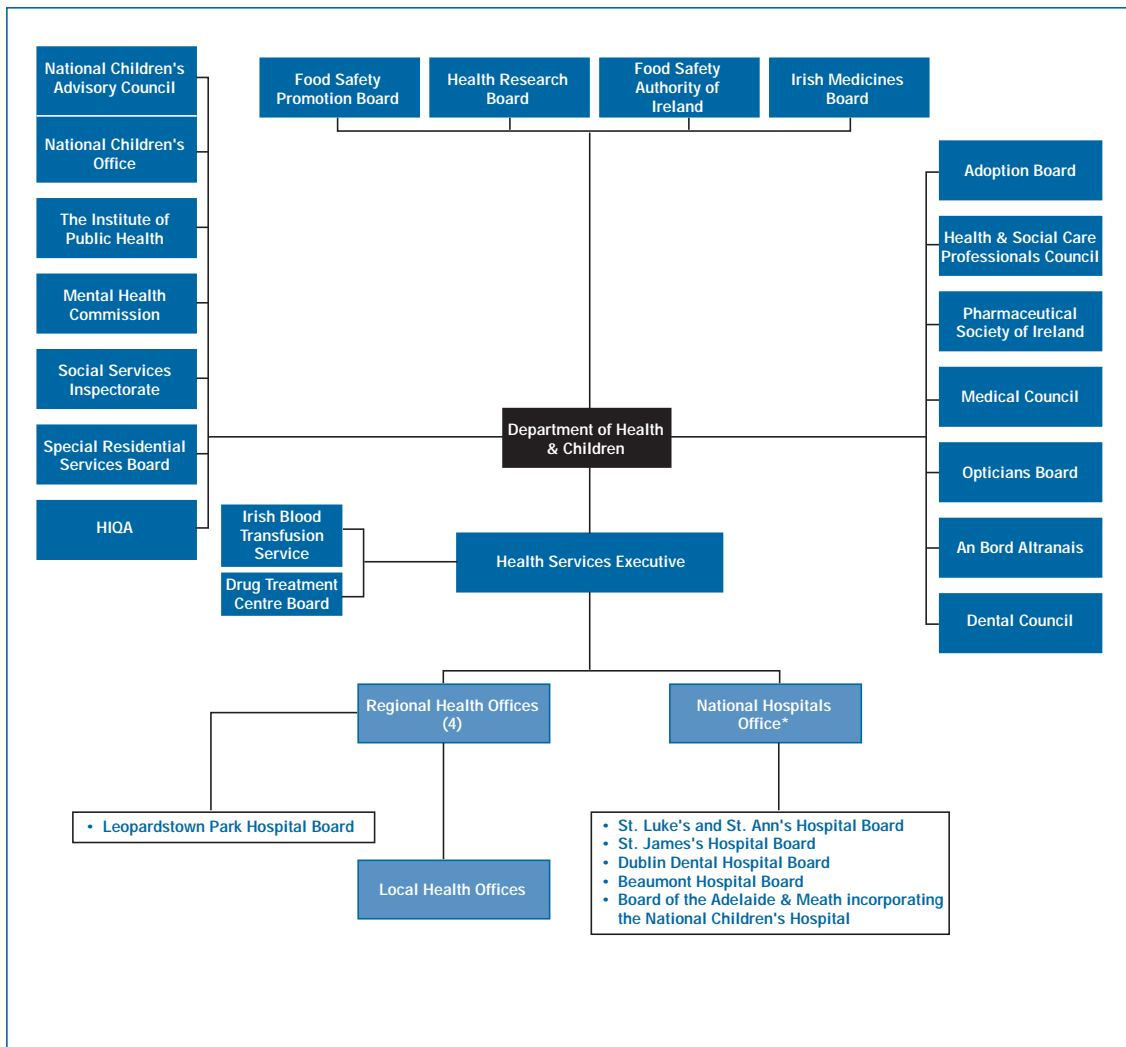 National Children's
Advisory Council
National Children's
Office
The Institute of
Public Health
Mental Health
Commission
Social Services
Inspectorate
Special Residential
Services Board
HIQA
Food Safety
Promotion Board
Health Research
Board
Food Safety
Authority of
Ireland
Irish Medicines
Board
Adoption Board
Health & Social Care
Professionals Council
Pharmaceutical
Society of Ireland
Medical Council
Opticians Board
An Bord Altranais
Dental Council
Department of Health
& Children
Irish Blood
Transfusion
Service
Drug Treatment
Centre Board
Health Services Executive
Regional Health Offices
(4)
National Hospitals
Office*
• Leopardstown Park Hospital Board
Local Health Offices
• St. Luke's and St. Ann's Hospital Board
• St. James's Hospital Board
• Dublin Dental Hospital Board
• Beaumont Hospital Board
• Board of the Adelaide & Meath incorporating
the National Children's Hospital